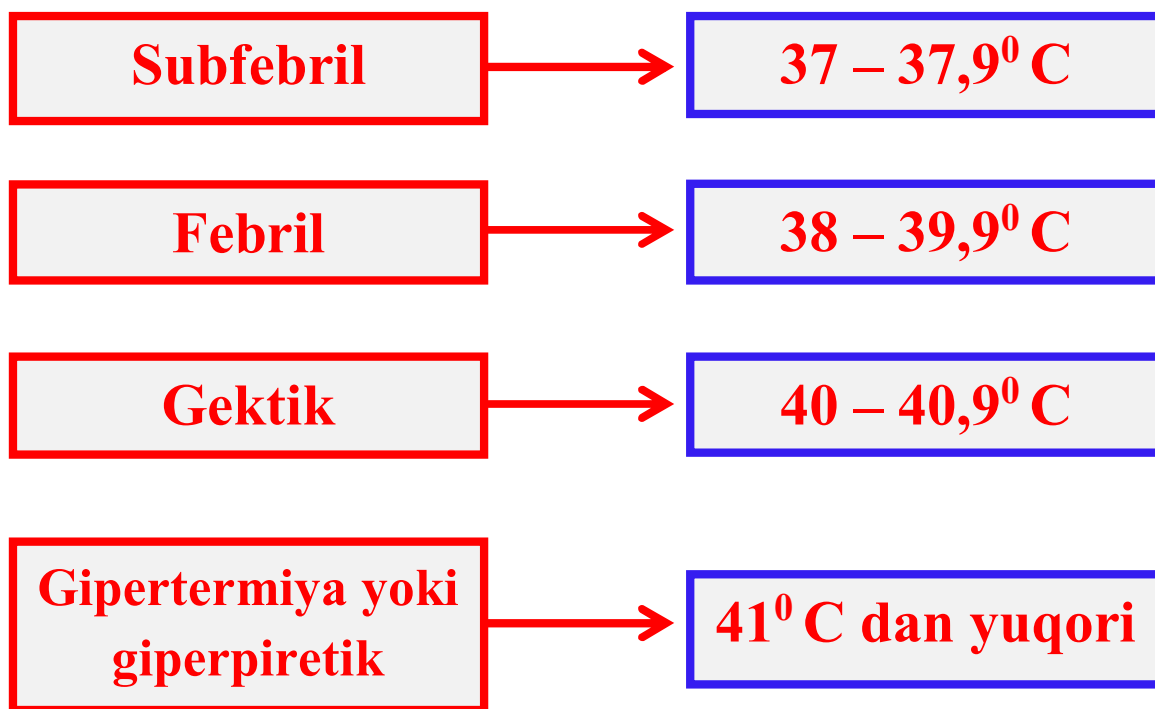 Subfebril
37 – 37,9⁰ C
Febril
38 – 39,9⁰ C
Gektik
40 – 40,9⁰ C
Gipertermiya yoki
giperpiretik
41⁰ C dan yuqori